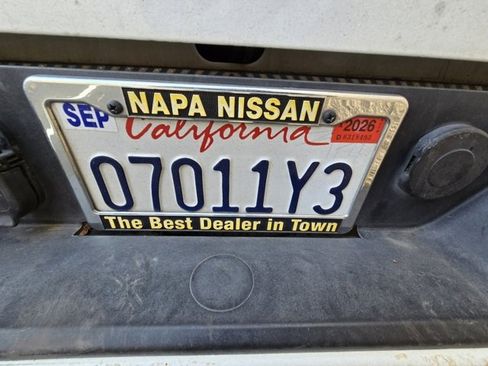 NAPA NISSAN
SEP
California
2026
07011Y3
The Best Dealer in Town